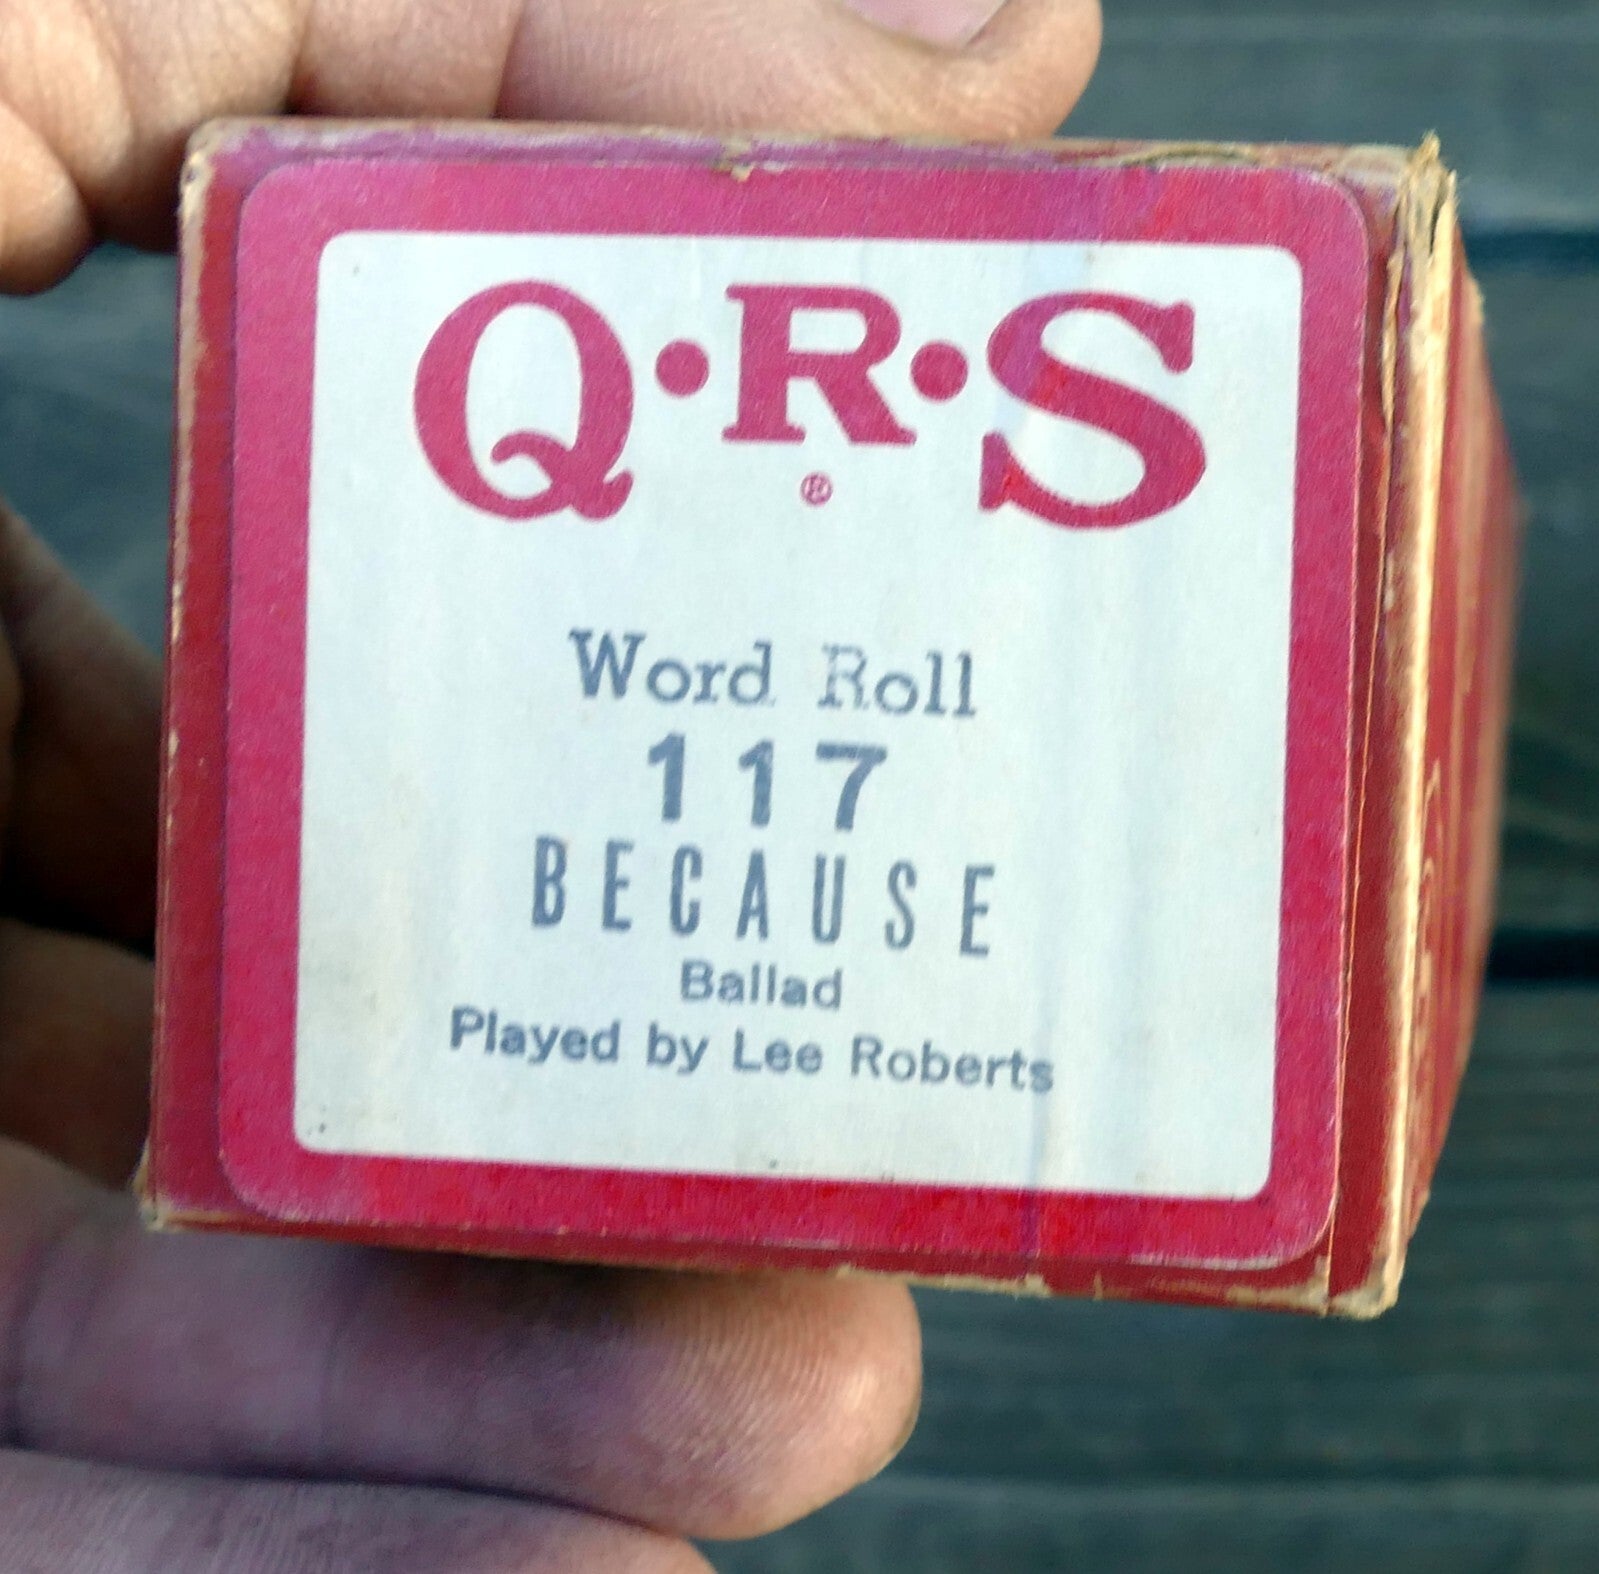 Q·R·S
®
Word Roll
117
BECAUSE
Ballad
Played by Lee Roberts